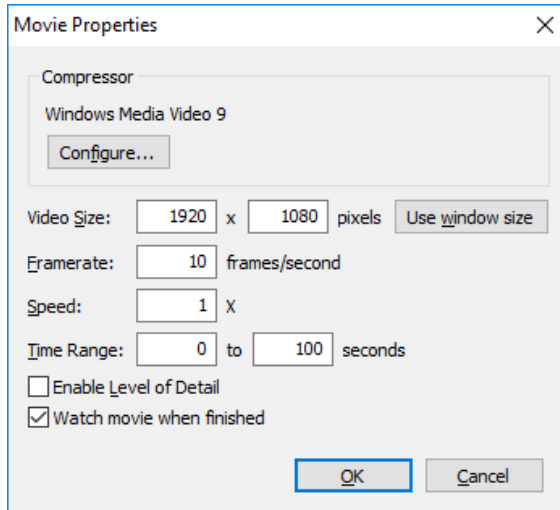 Movie Properties
Compressor
Windows Media Video 9
Configure...
Video Size: 1920 x 1080 pixels Use window size
Framerate: 10 frames/second
Speed: 1 X
Time Range: 0 to 100 seconds
Enable Level of Detail
Watch movie when finished
OK Cancel